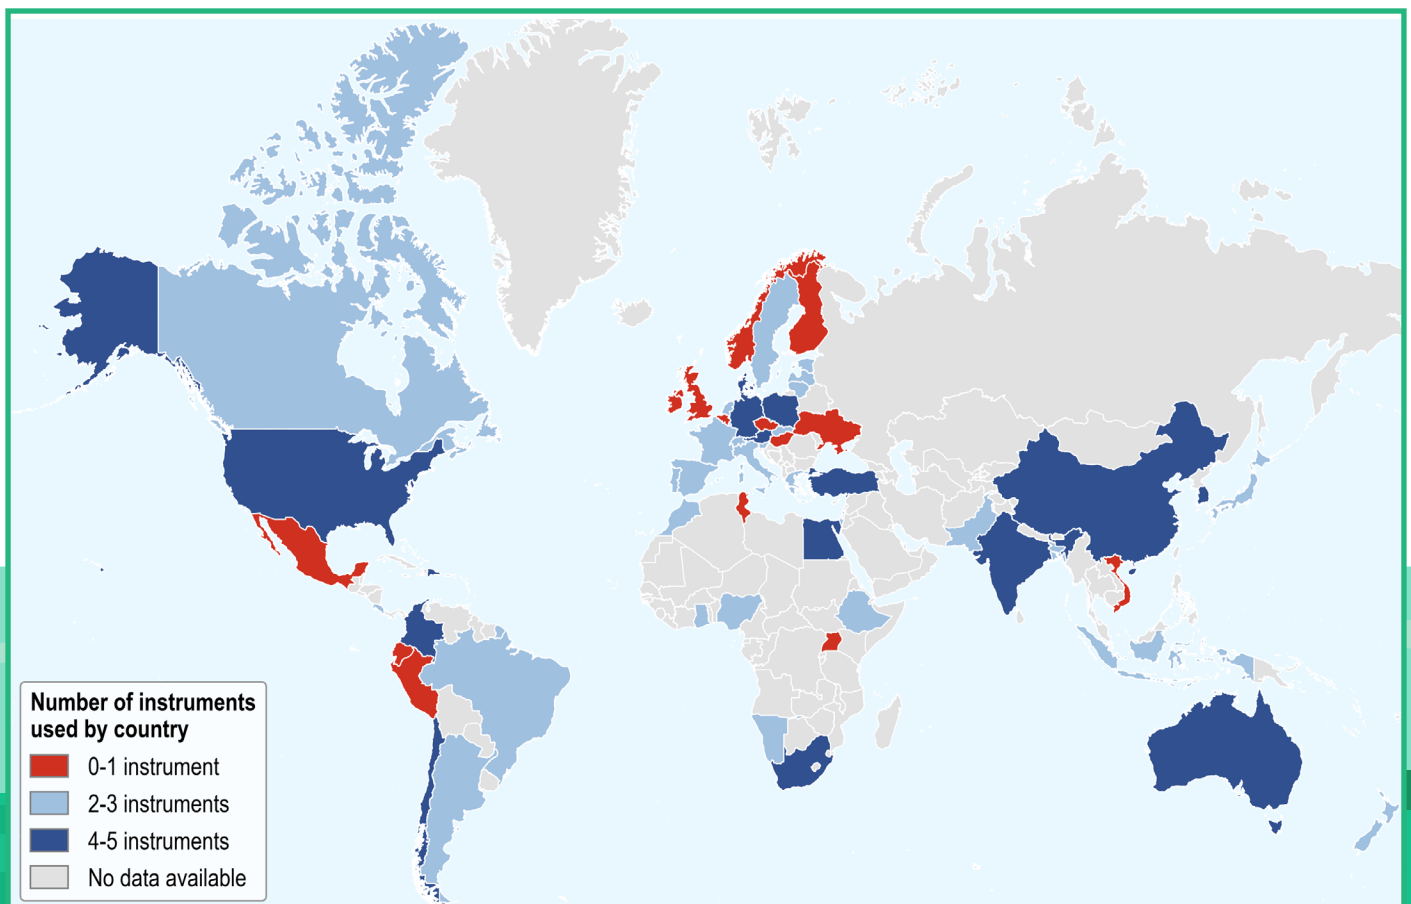 Number of instruments
used by country
0-1 instrument
2-3 instruments
4-5 instruments
No data available